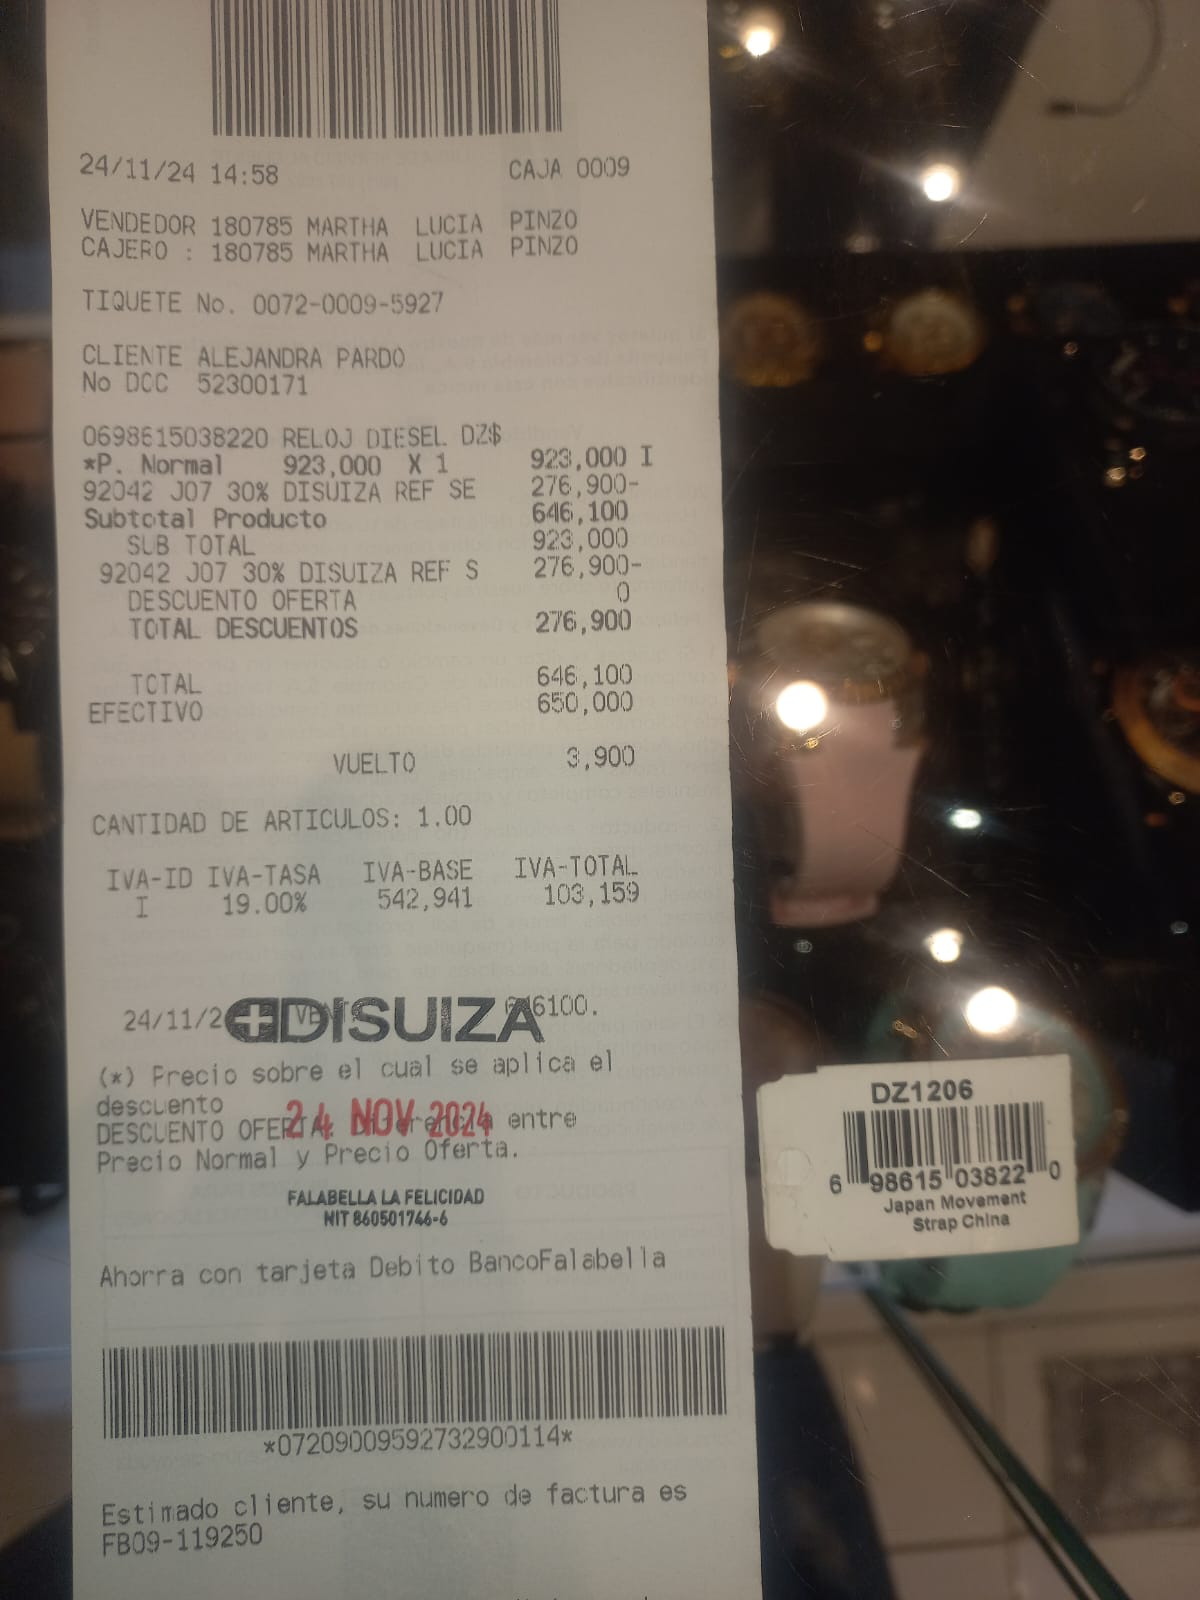 24/11/24 14:58 CAJA 0009
VENDEDOR 180785 MARTHA LUCIA PINZO
CAJERO : 180785 MARTHA LUCIA PINZO
TIQUETE No. 0072-0009-5927
CLIENTE ALEJANDRA PARDO
No DCC 52300171
0698615038220 RELOJ DIESEL DZ$
*P. Normal 923,000 X 1 923,000 I
92042 J07 30% DISUIZA REF SE 276,900-
Subtotal Producto 646,100
SUB TOTAL 923,000
92042 J07 30% DISUIZA REF S 276,900-
DESCUENTO OFERTA 0
TOTAL DESCUENTOS 276,900
TOTAL 646,100
EFECTIVO 650,000
VUELTO 3,900
CANTIDAD DE ARTICULOS: 1.00
IVA-ID IVA-TASA IVA-BASE IVA-TOTAL
I 19.00% 542,941 103,159
24/11/2 646100.
DISUIZA
(*) Precio sobre el cual se aplica el
descuento
24 NOV 2024
DESCUENTO OFERTA: entre
Precio Normal y Precio Oferta.
FALABELLA LA FELICIDAD
NIT 860501746-6
Ahorra con tarjeta Debito BancoFalabella
*07209009592732900114*
Estimado cliente, su numero de factura es
FB09-119250
DZ1206
6 98615 03822 0
Japan Movement
Strap China